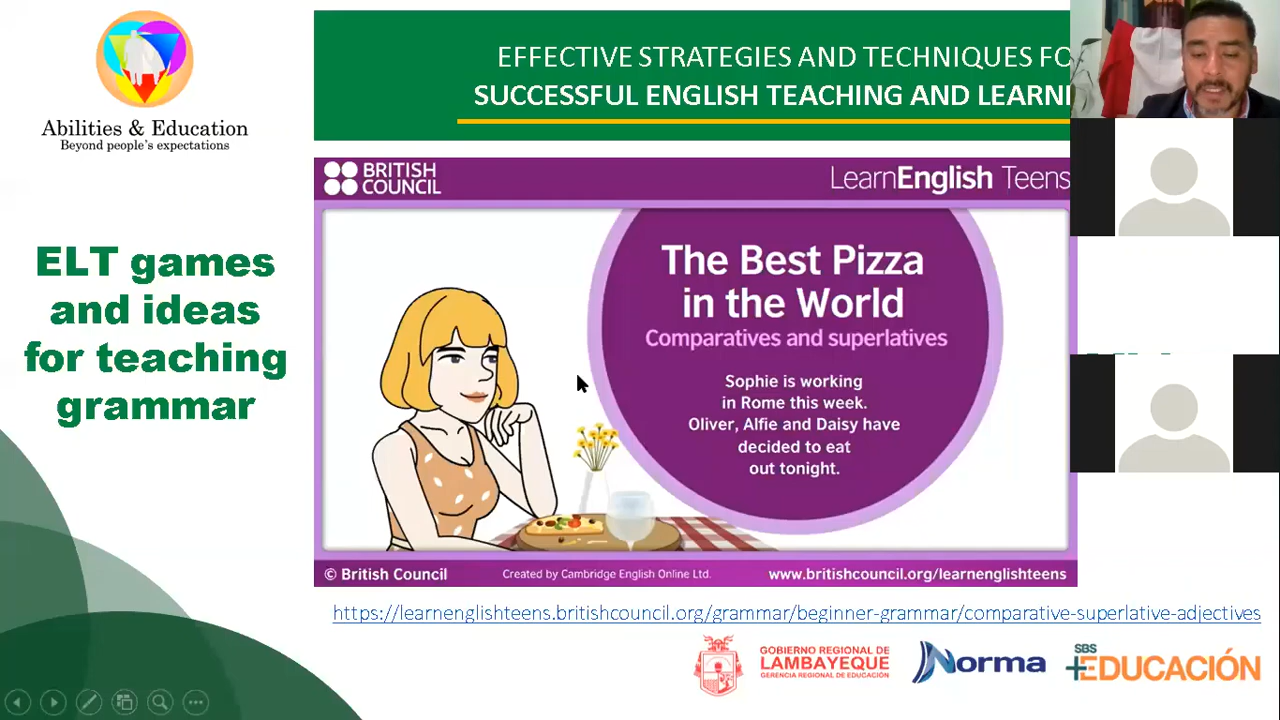 Abilities & Education
Beyond people's expectations
EFFECTIVE STRATEGIES AND TECHNIQUES FO
SUCCESSFUL ENGLISH TEACHING AND LEARNI
ELT games
and ideas
for teaching
grammar
BRITISH
COUNCIL
LearnEnglish Teens
The Best Pizza
in the World
Comparatives and superlatives
Sophie is working
in Rome this week.
Oliver, Alfie and Daisy have
decided to eat
out tonight.
© British Council
Created by Cambridge English Online Ltd.
www.britishcouncil.org/learnenglishteens
https://learnenglishteens.britishcouncil.org/grammar/beginner-grammar/comparative-superlative-adjectives
GOBIERNO REGIONAL DE
LAMBAYEQUE
GERENCIA REGIONAL DE EDUCACIÓN
Norma
SBS
+EDUCACIÓN